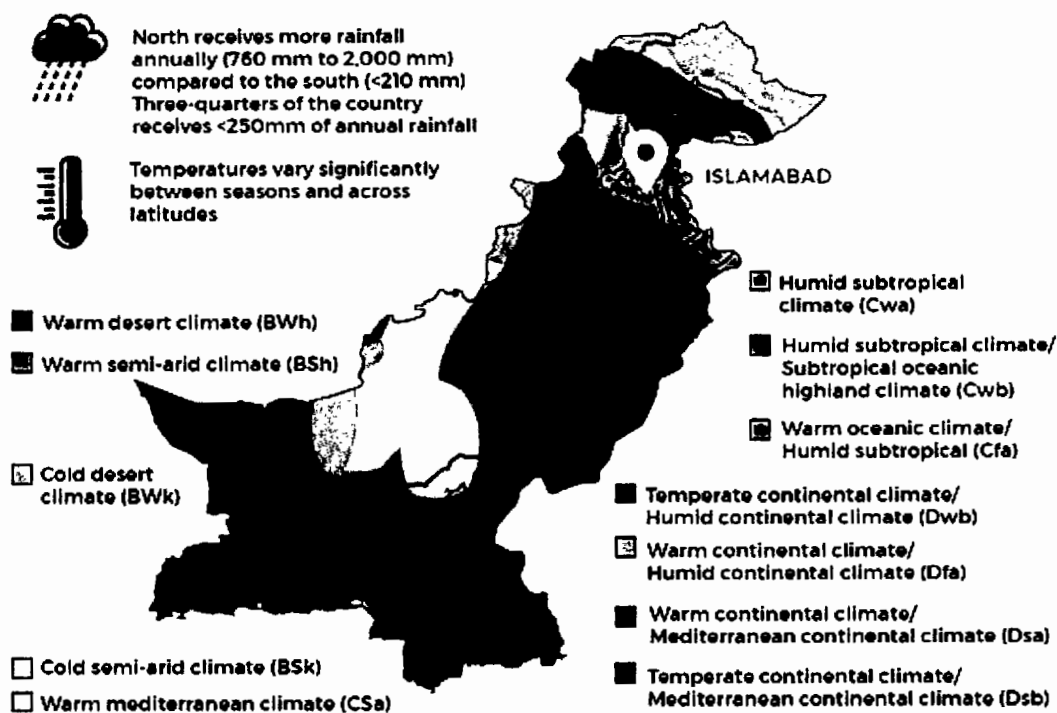 North receives more rainfall
annually (760 mm to 2,000 mm)
compared to the south (<210 mm)
Three-quarters of the country
receives <250mm of annual rainfall
Temperatures vary significantly
between seasons and across
latitudes
ISLAMABAD
Warm desert climate (BWh)
Warm semi-arid climate (BSh)
Cold desert
climate (BWk)
Cold semi-arid climate (BSk)
Warm mediterranean climate (CSa)
Humid subtropical
climate (Cwa)
Humid subtropical climate/
Subtropical oceanic
highland climate (Cwb)
Warm oceanic climate/
Humid subtropical (Cfa)
Temperate continental climate/
Humid continental climate (Dwb)
Warm continental climate/
Humid continental climate (Dfa)
Warm continental climate/
Mediterranean continental climate (Dsa)
Temperate continental climate/
Mediterranean continental climate (Dsb)